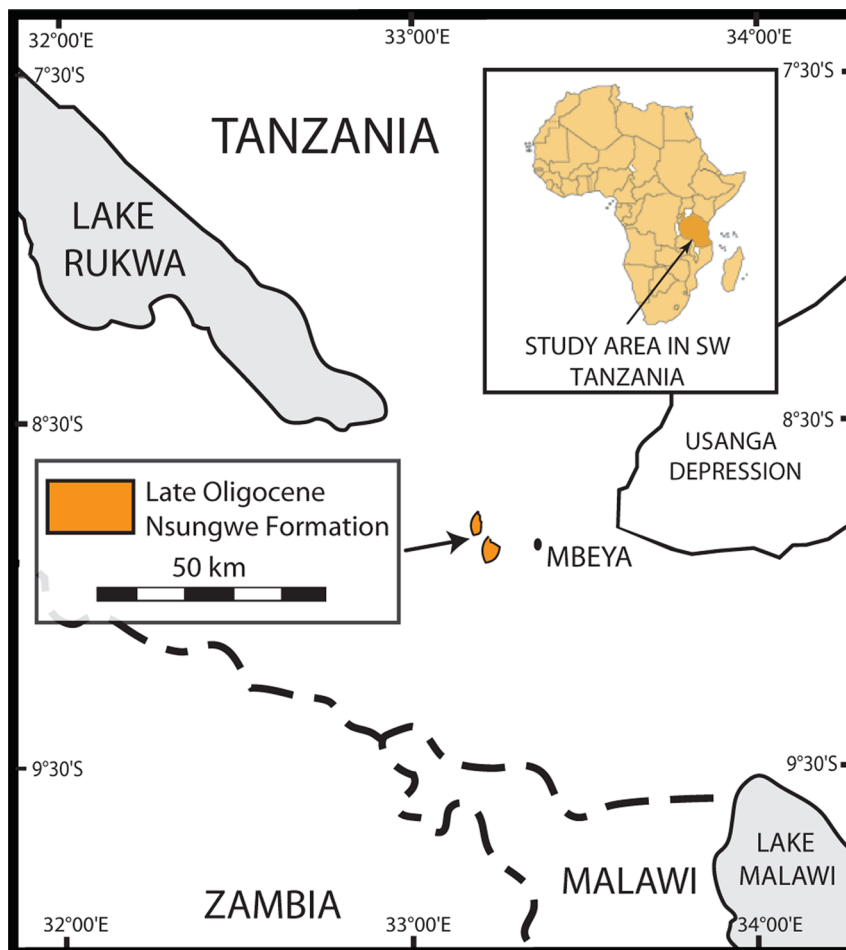 32°00'E
33°00'E
34°00'E
7°30'S
7°30'S
TANZANIA
LAKE
RUKWA
STUDY AREA IN SW
TANZANIA
8°30'S
8°30'S
USANGA
DEPRESSION
Late Oligocene
Nsungwe Formation
50 km
MBEYA
9°30'S
9°30'S
LAKE
MALAWI
MALAWI
ZAMBIA
32°00'E
33°00'E
34°00'E